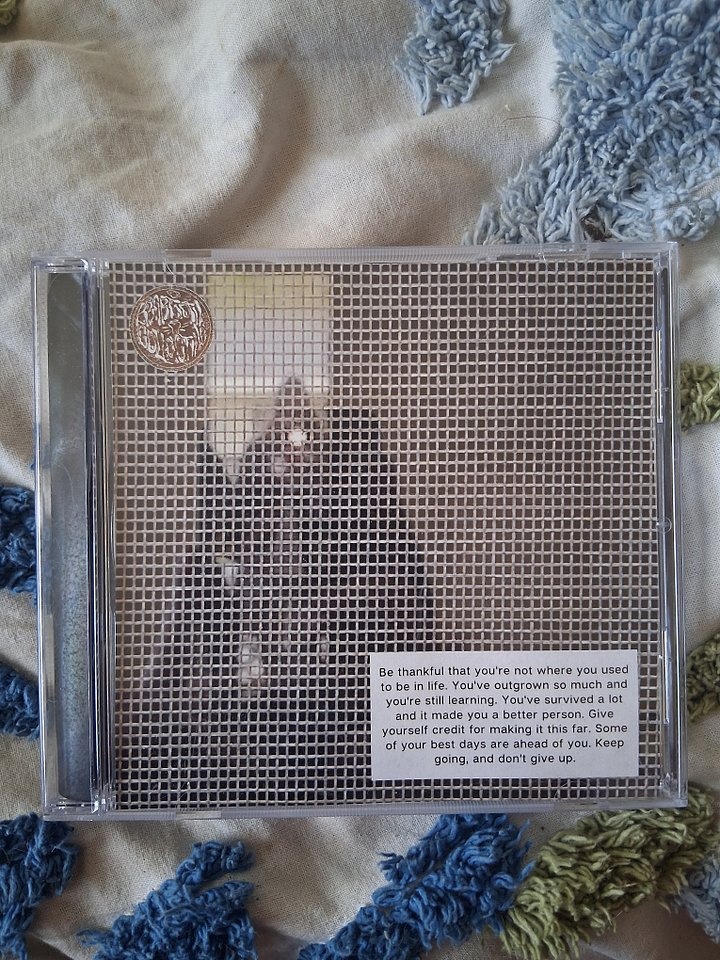 Be thankful that you're not where you used
to be in life. You've outgrown so much and
you're still learning. You've survived a lot
and it made you a better person. Give
yourself credit for making it this far. Some
of your best days are ahead of you. Keep
going, and don't give up.